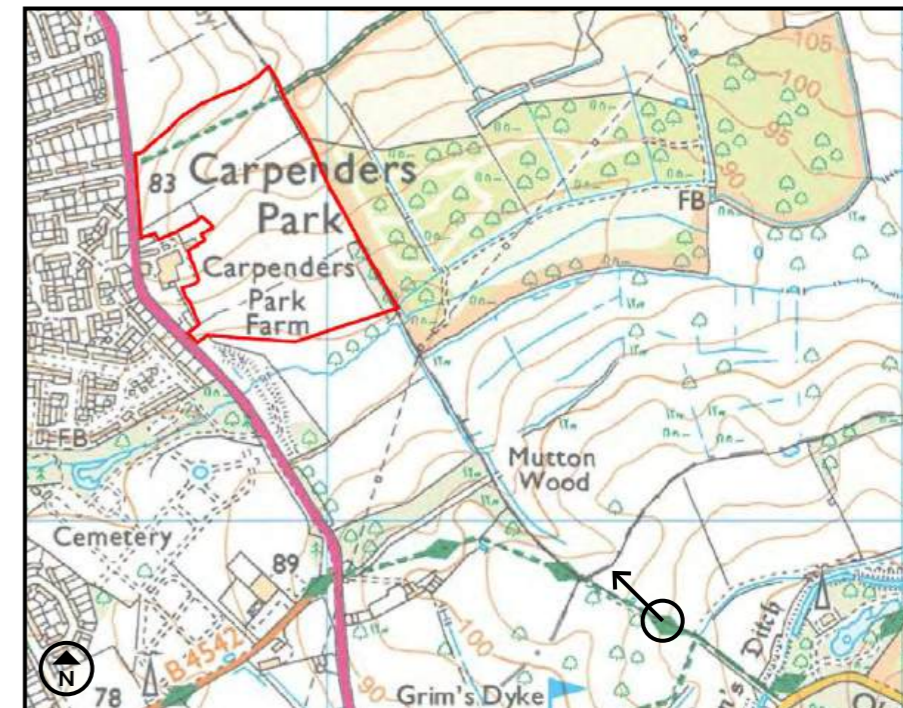 105
100
95
90
83
Carpenders
Park
FB
Carpenders
Park
Farm
FB
Mutton
Wood
Cemetery
89
B 4542
Ditch
100
90
78
Grim's Dyke
N